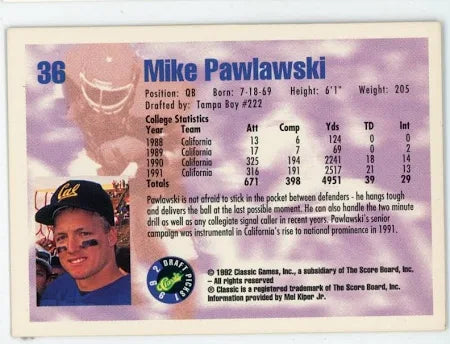 36 Mike Pawlawski
Position: QB Born: 7-18-69 Height: 6'1" Weight: 205
Drafted by: Tampa Bay #222
College Statistics
Year Team Att Comp Yds TD Int
1988 California 13 6 124 0 0
1989 California 17 7 69 0 2
1990 California 325 194 2241 18 14
1991 California 316 191 2517 21 13
Totals 671 398 4951 39 29
Pawlawski is not afraid to stick in the pocket between defenders - he hangs tough
and delivers the ball at the last possible moment. He can also handle the two minute
drill as well as any collegiate signal caller in recent years. Pawlawski's senior
campaign was instrumental in California's rise to national prominence in 1991.
Cal
1992 DRAFT PICKS
Classic
© 1992 Classic Games, Inc., a subsidiary of The Score Board, Inc.
- All rights reserved
® Classic is a registered trademark of The Score Board, Inc.
Information provided by Mel Kiper Jr.